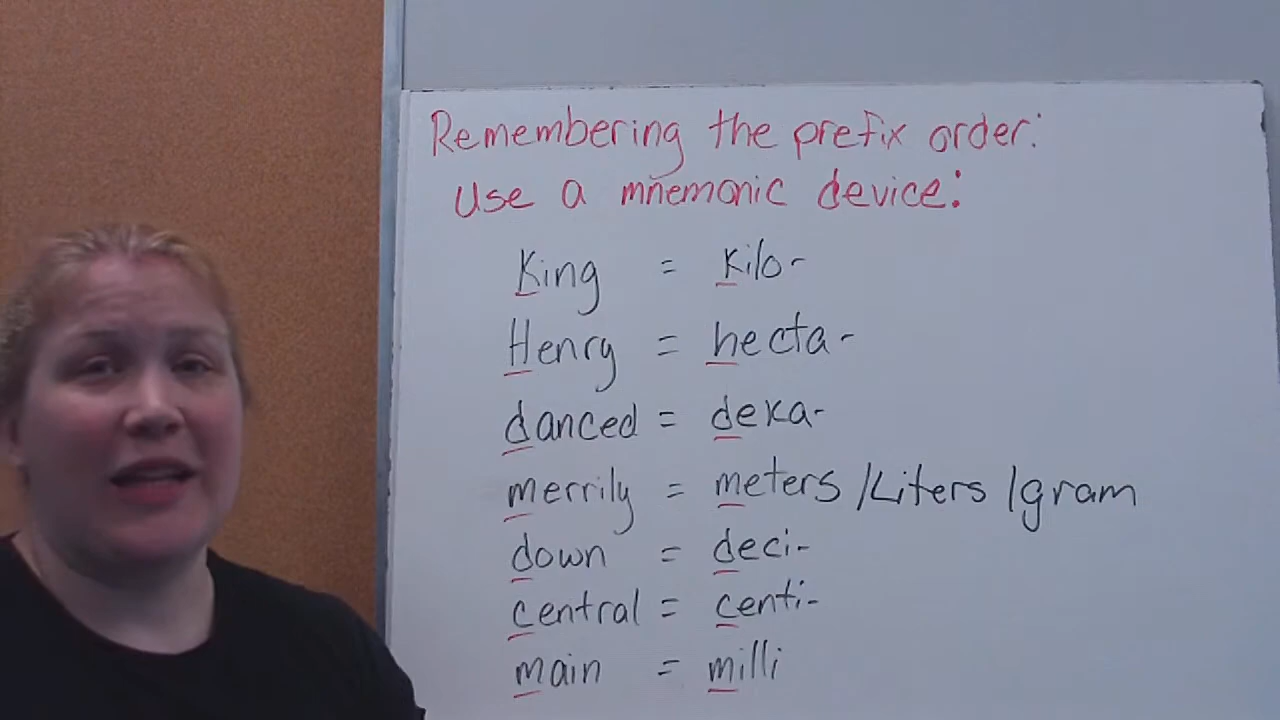 Remembering the prefix order:
Use a mnemonic device:
King = Kilo-
Henry = hecta-
danced = deka-
merrily = meters /Liters /gram
down = deci-
central = centi-
main = milli